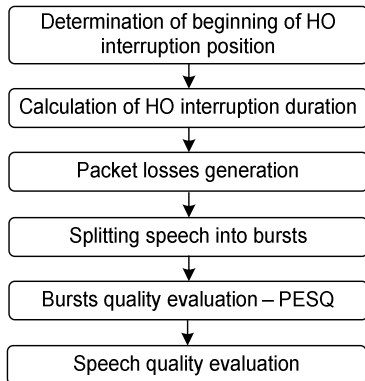 Determination of beginning of HO
interruption position
Calculation of HO interruption duration
Packet losses generation
Splitting speech into bursts
Bursts quality evaluation – PESQ
Speech quality evaluation